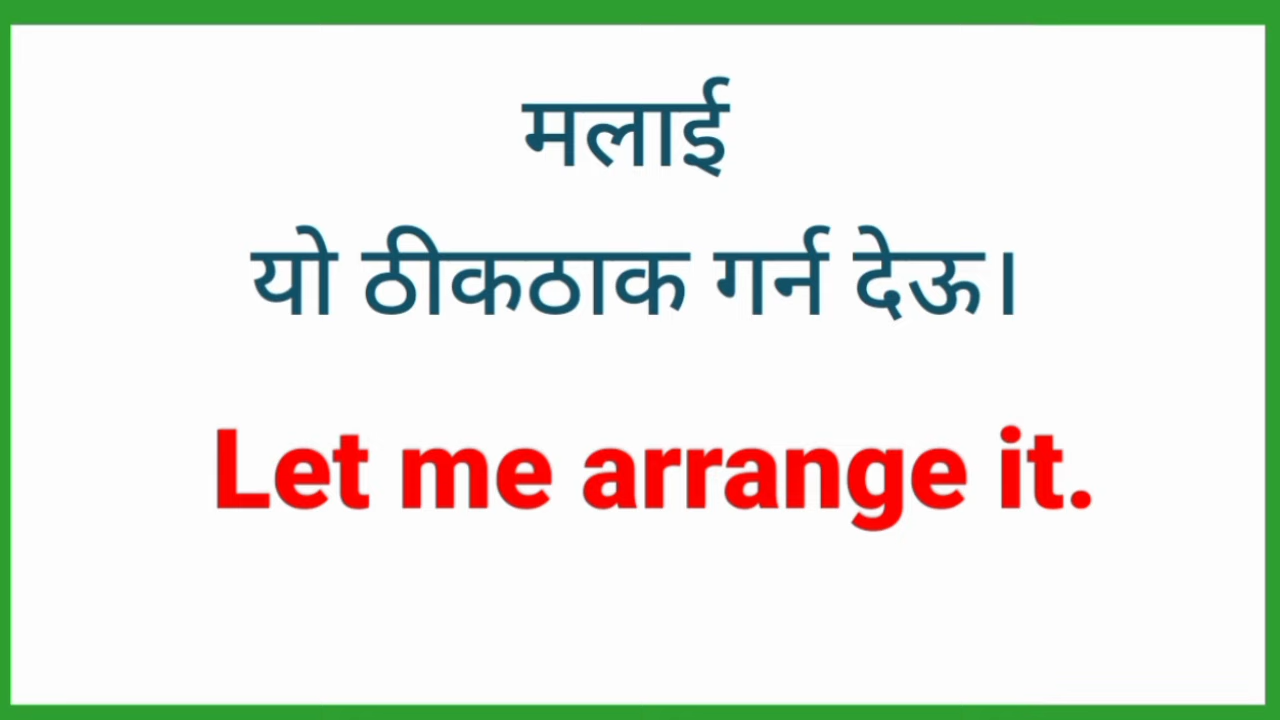 मलाई
यो ठीकठाक गर्न देऊ।
Let me arrange it.